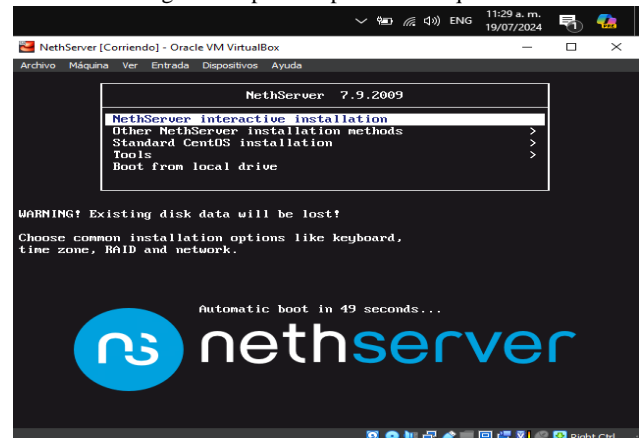 ENG
11:29 a. m.
19/07/2024
NethServer [Corriendo] - Oracle VM VirtualBox
Archivo Máquina Ver Entrada Dispositivos Ayuda
NethServer 7.9.2009
NethServer interactive installation
Other NethServer installation methods >
Standard CentOS installation >
Tools >
Boot from local drive
WARNING! Existing disk data will be lost!
Choose common installation options like keyboard,
time zone, RAID and network.
Automatic boot in 49 seconds...
ns nethserver
Right Ctrl